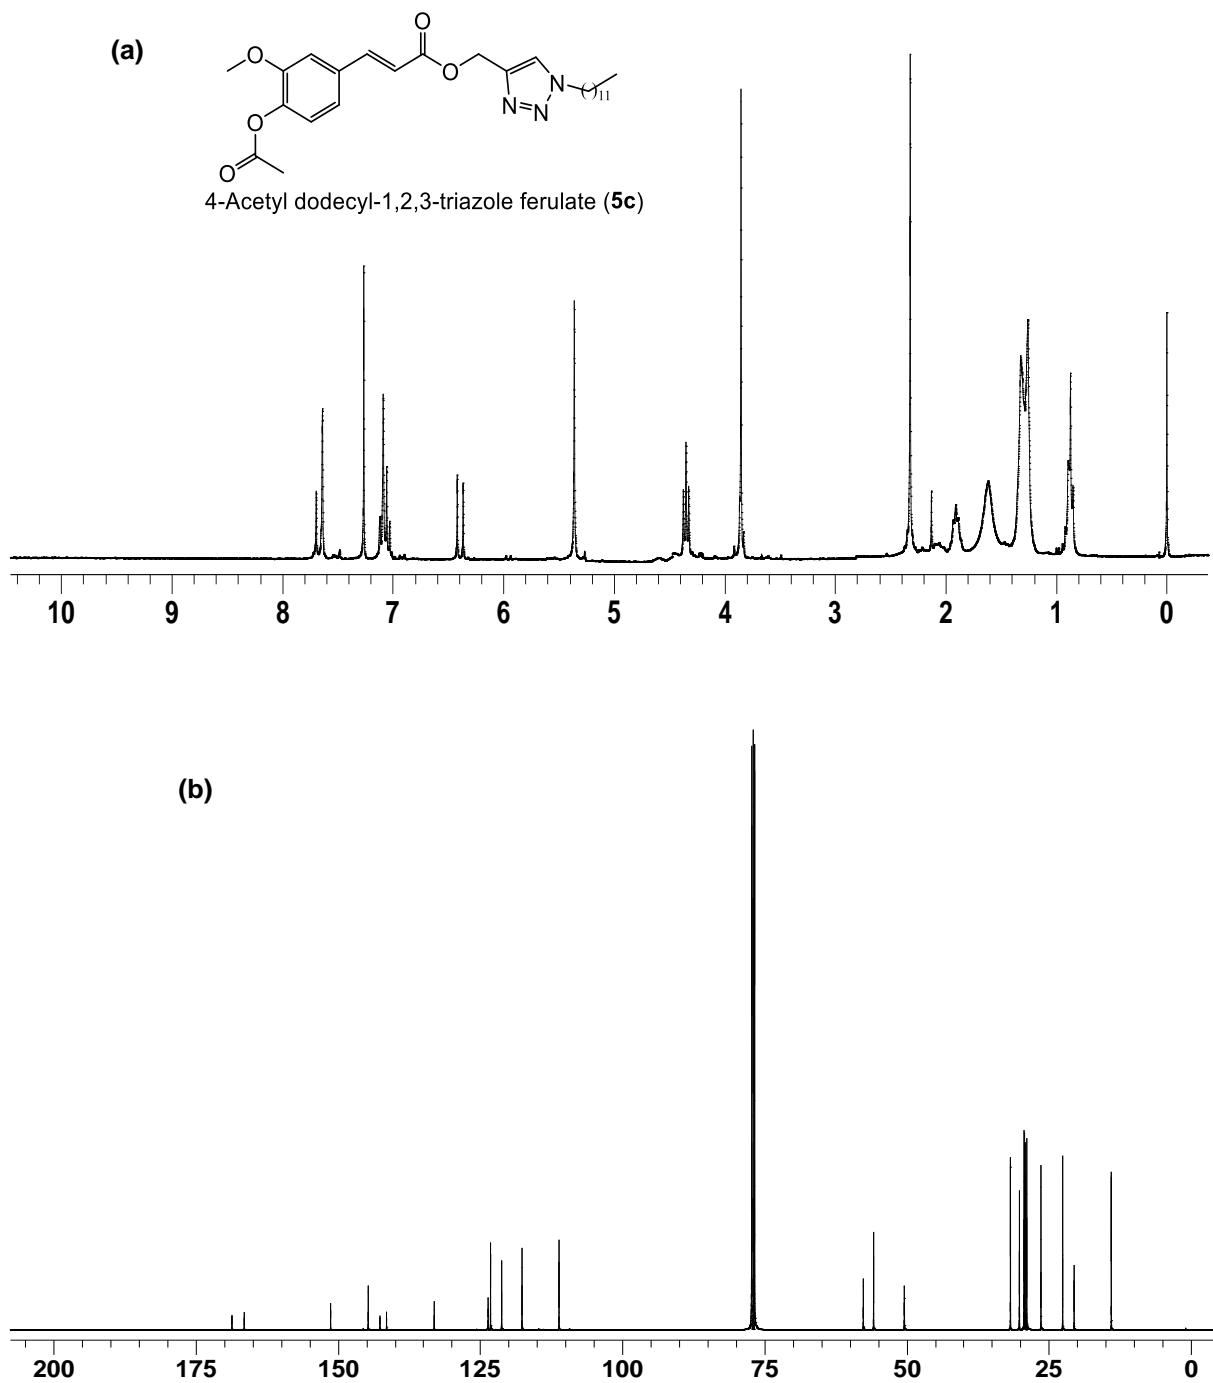 (a)
O
O
O
N
( )11
N
N
O
O
4-Acetyl dodecyl-1,2,3-triazole ferulate (5c)
10 9 8 7 6 5 4 3 2 1 0
(b)
200 175 150 125 100 75 50 25 0